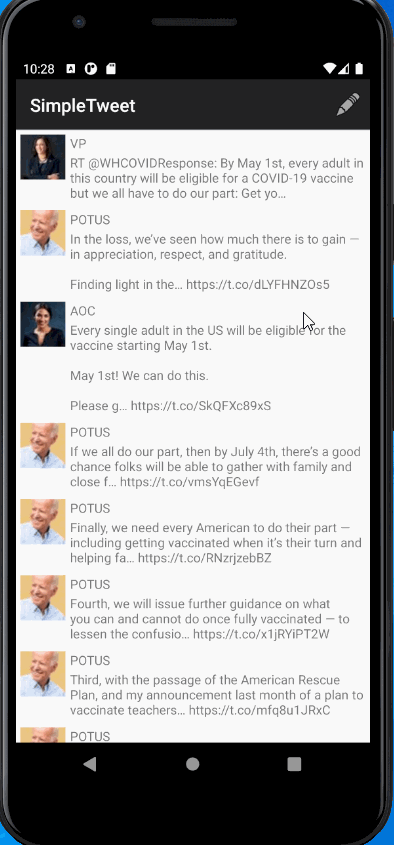 10:28
SimpleTweet
VP
RT @WHCOVIDResponse: By May 1st, every adult in
this country will be eligible for a COVID-19 vaccine
but we all have to do our part: Get yo…
POTUS
In the loss, we’ve seen how much there is to gain —
in appreciation, respect, and gratitude.
Finding light in the… https://t.co/dLYFHNZOs5
AOC
Every single adult in the US will be eligible for the
vaccine starting May 1st.
May 1st! We can do this.
Please g… https://t.co/SkQFXc89xS
POTUS
If we all do our part, then by July 4th, there’s a good
chance folks will be able to gather with family and
close f… https://t.co/vmsYqEGevf
POTUS
Finally, we need every American to do their part —
including getting vaccinated when it’s their turn and
helping fa… https://t.co/RNzrjzebBZ
POTUS
Fourth, we will issue further guidance on what
you can and cannot do once fully vaccinated — to
lessen the confusio… https://t.co/x1jRYiPT2W
POTUS
Third, with the passage of the American Rescue
Plan, and my announcement last month of a plan to
vaccinate teachers… https://t.co/mfq8u1JRxC
POTUS